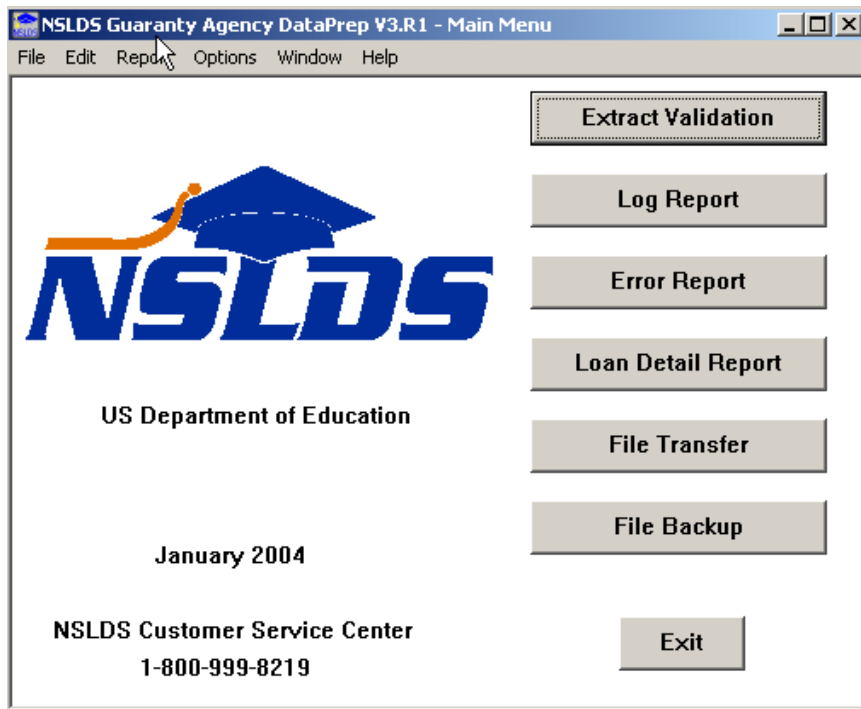 NSLDS Guaranty Agency DataPrep V3.R1 - Main Menu
File Edit Report Options Window Help
Extract Validation
Log Report
Error Report
Loan Detail Report
File Transfer
File Backup
Exit
NSLDS
US Department of Education
January 2004
NSLDS Customer Service Center
1-800-999-8219